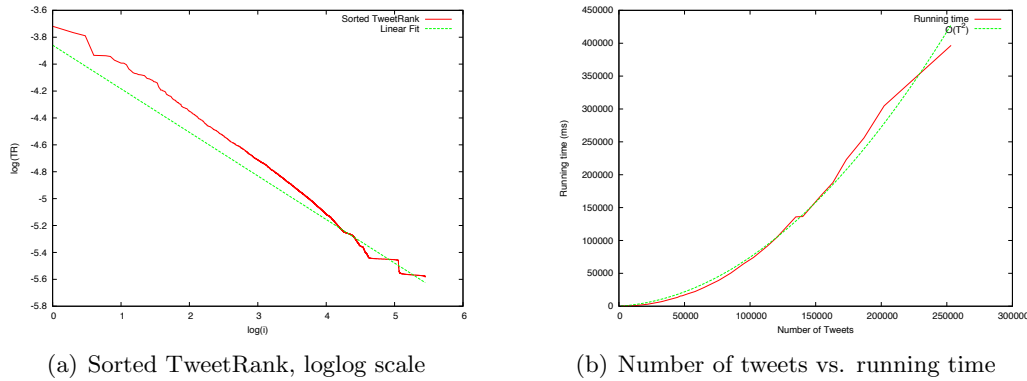 -3.6
-3.8
-4
-4.2
-4.4
-4.6
-4.8
-5
-5.2
-5.4
-5.6
-5.8
log(TR)
Sorted TweetRank
Linear Fit
0 1 2 3 4 5 6
log(i)
(a) Sorted TweetRank, loglog scale
450000
400000
350000
300000
250000
200000
150000
100000
50000
0
Running time (ms)
Running time
O(T²)
0 50000 100000 150000 200000 250000 300000
Number of Tweets
(b) Number of tweets vs. running time